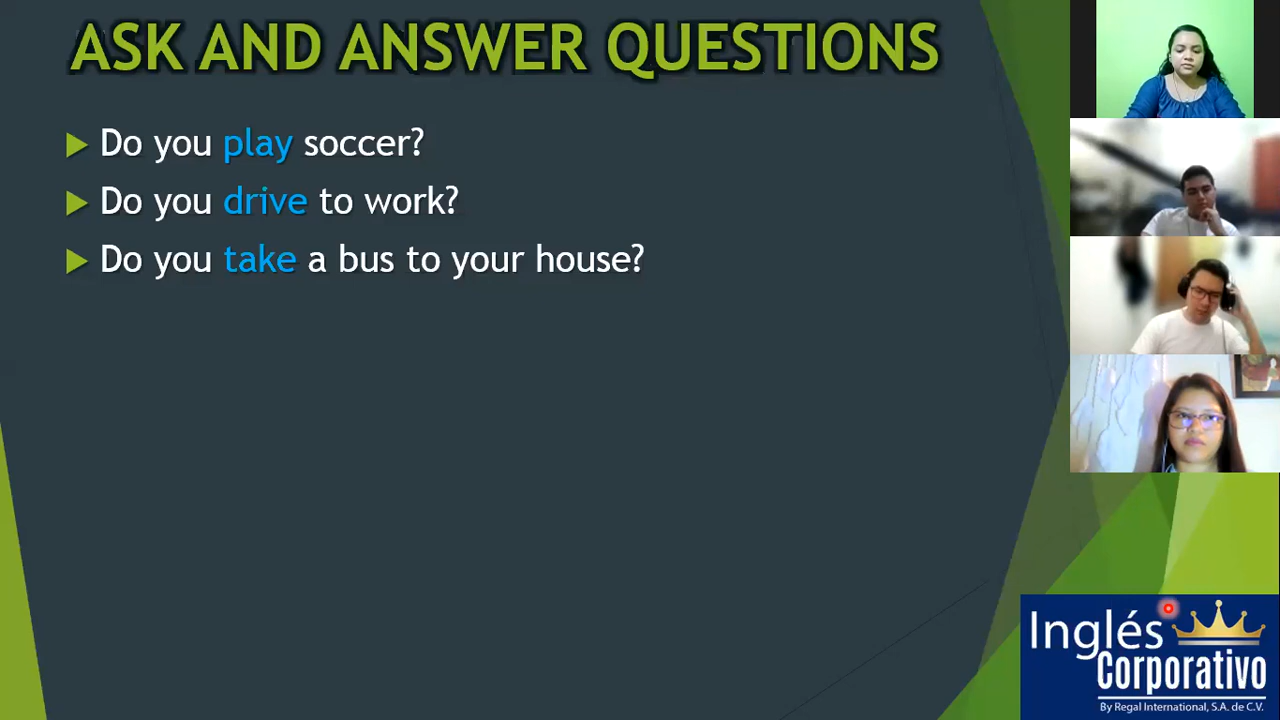 ASK AND ANSWER QUESTIONS
Do you play soccer?
Do you drive to work?
Do you take a bus to your house?
Inglés
Corporativo
By Regal International, S.A. de C.V.